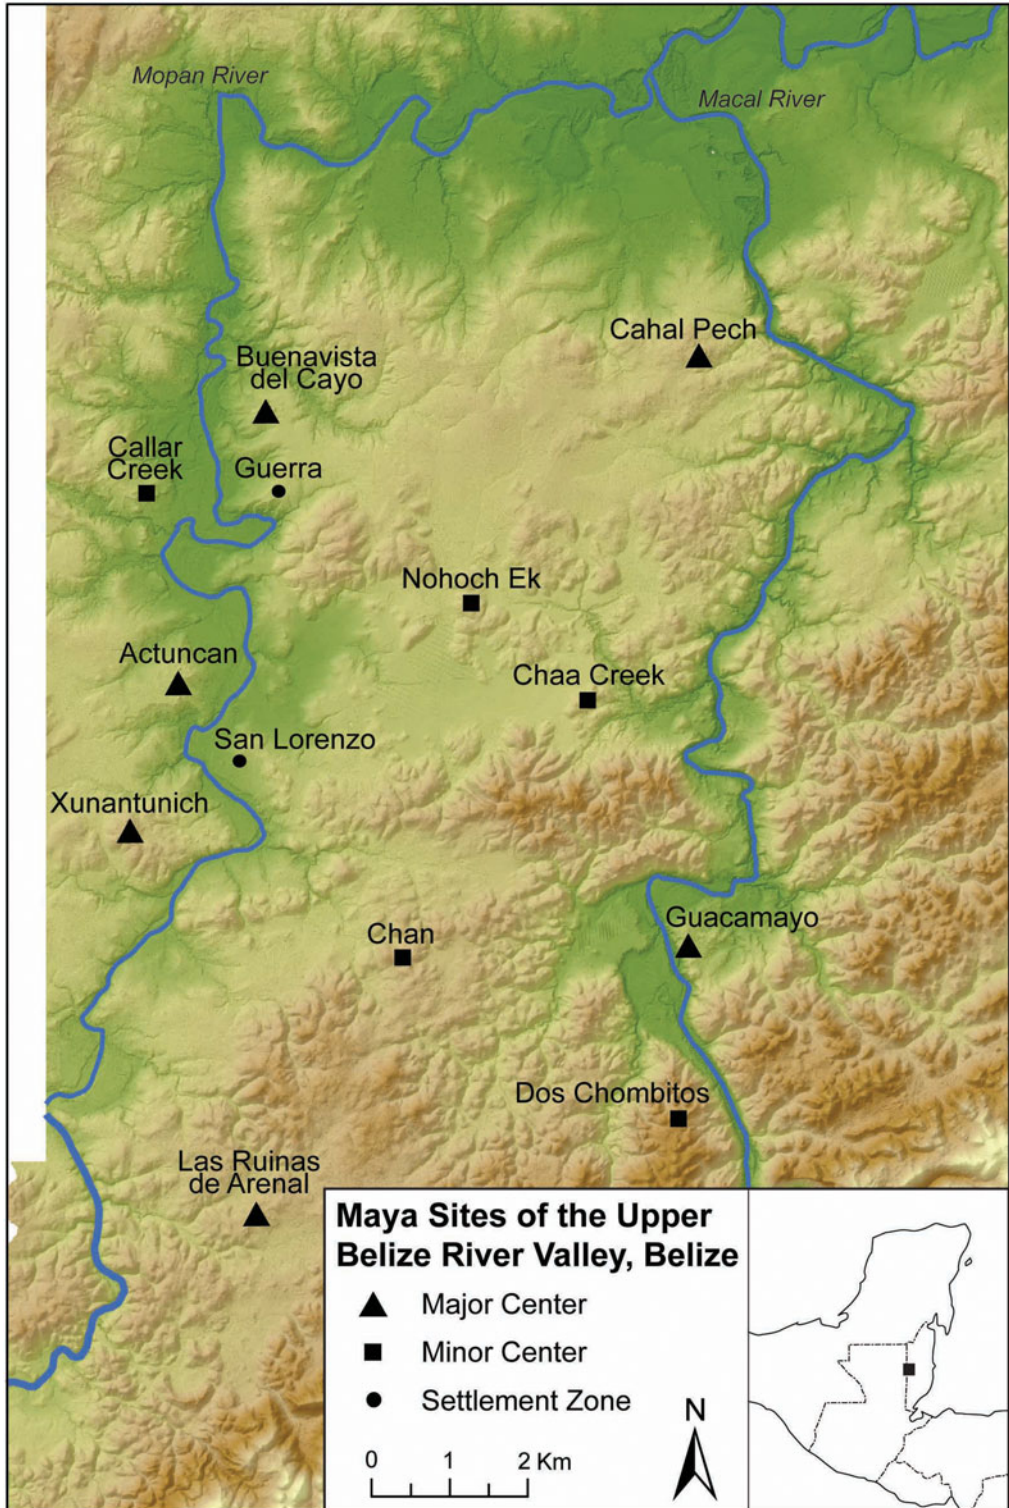 Mopan River
Macal River
Cahal Pech
Buenavista
del Cayo
Callar
Creek
Guerra
Nohoch Ek
Actuncan
Chaa Creek
San Lorenzo
Xunantunich
Guacamayo
Chan
Dos Chombitos
Las Ruinas
de Arenal
Maya Sites of the Upper
Belize River Valley, Belize
Major Center
Minor Center
Settlement Zone
N
0 1 2 Km